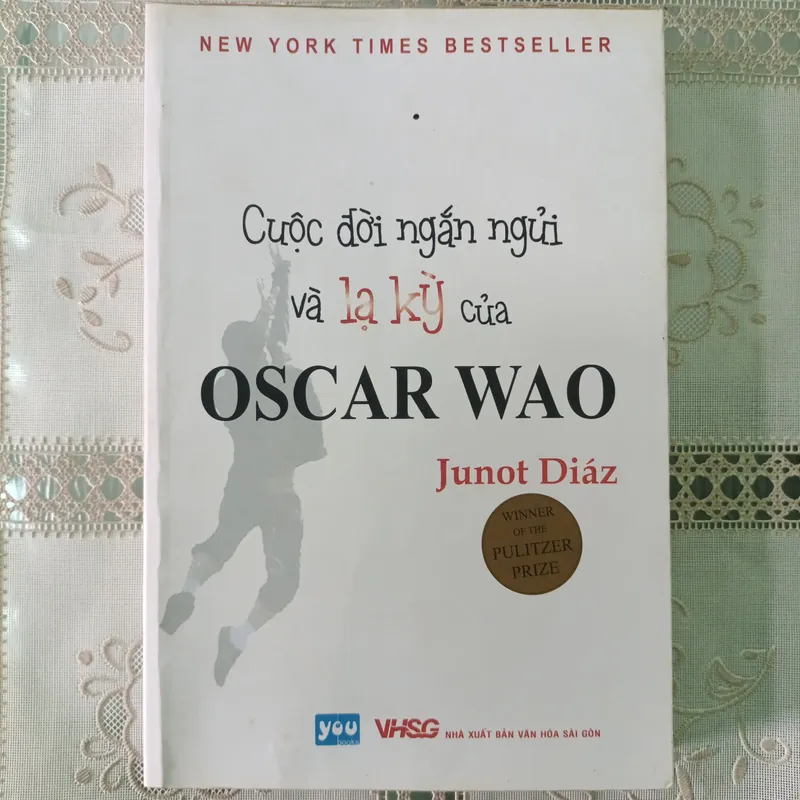 NEW YORK TIMES BESTSELLER
Cuộc đời ngắn ngủi
và lạ kỳ của
OSCAR WAO
Junot Diáz
WINNER
OF THE
PULITZER
PRIZE
you
books
VHSG NHÀ XUẤT BẢN VĂN HÓA SÀI GÒN